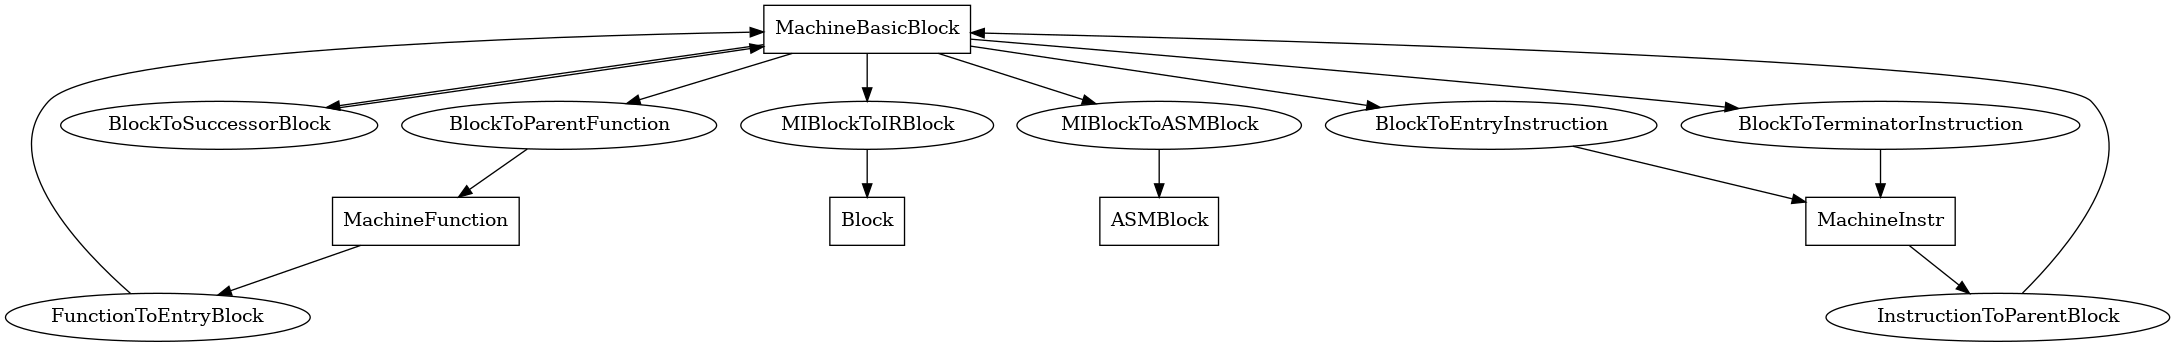 MachineBasicBlock
BlockToSuccessorBlock
BlockToParentFunction
MIBlockToIRBlock
MIBlockToASMBlock
BlockToEntryInstruction
BlockToTerminatorInstruction
MachineFunction
Block
ASMBlock
MachineInstr
FunctionToEntryBlock
InstructionToParentBlock